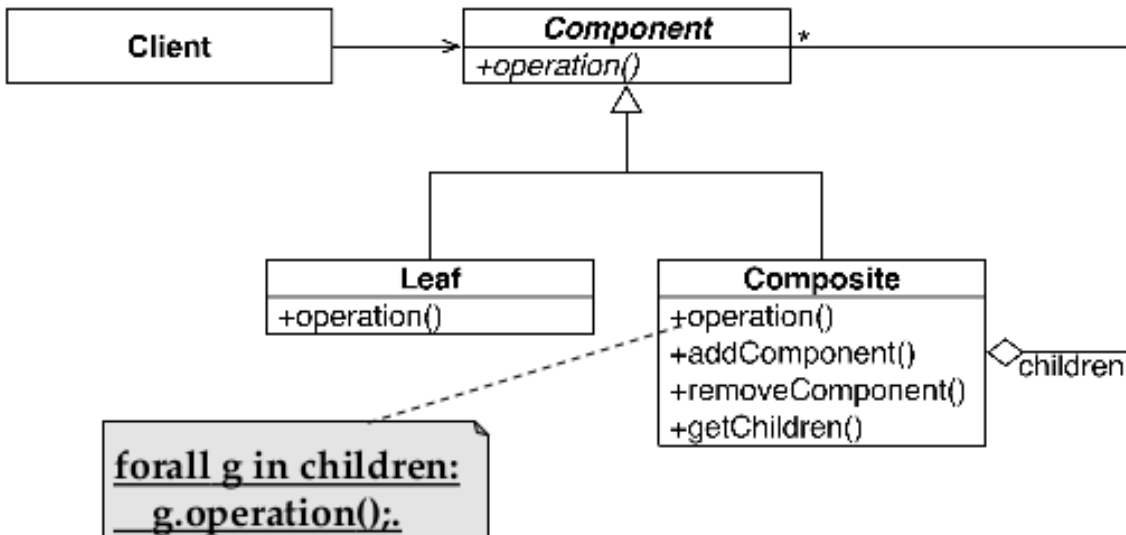 Client
Component
*
+operation()
Leaf
+operation()
Composite
+operation()
+addComponent()
+removeComponent()
+getChildren()
children
forall g in children:
g.operation();.